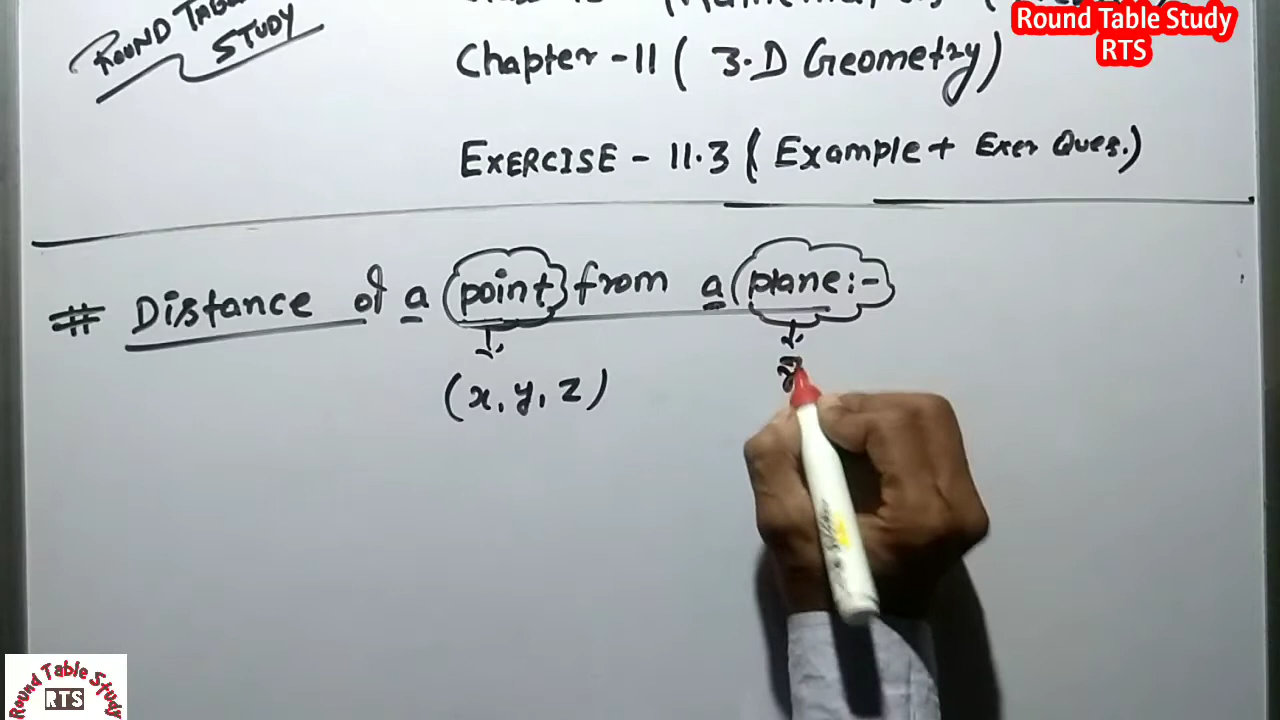 ROUND TABLE
STUDY
Round Table Study
RTS
Chapter-11 ( 3.D Geometry)
EXERCISE - 11.3 ( Example + Exer Ques.)
# Distance of a point from a plane:-
(x, y, z)
Round Table Study
RTS